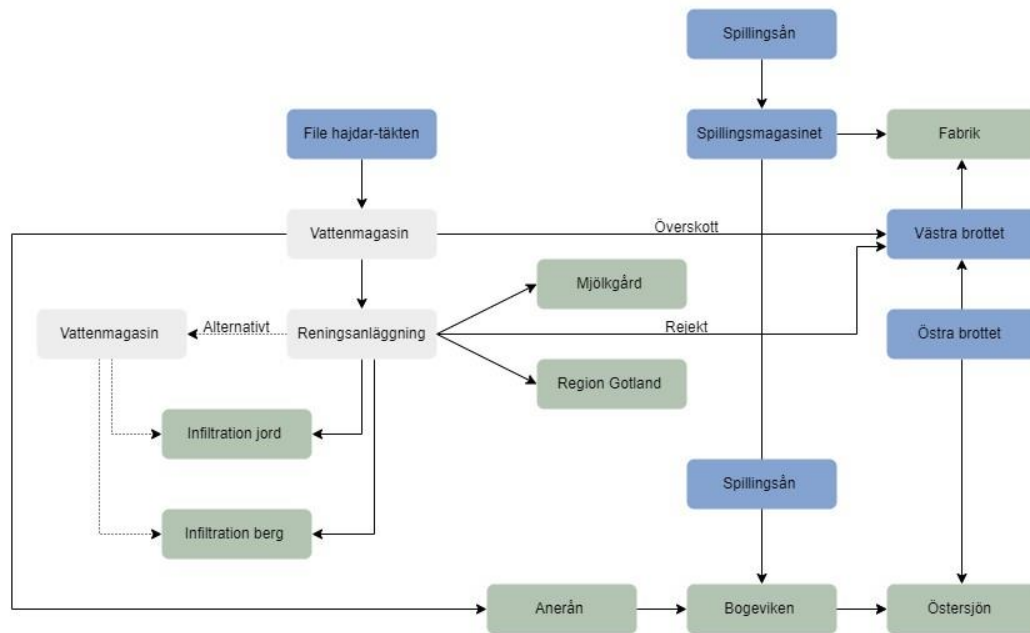 Spillingsån
File hajdar-täkten
Spillingsmagasinet
Fabrik
Vattenmagasin
Överskott
Västra brottet
Mjölkgård
Vattenmagasin
Alternativt
Reningsanläggning
Rejekt
Östra brottet
Region Gotland
Infiltration jord
Spillingsån
Infiltration berg
Anerån
Bogeviken
Östersjön